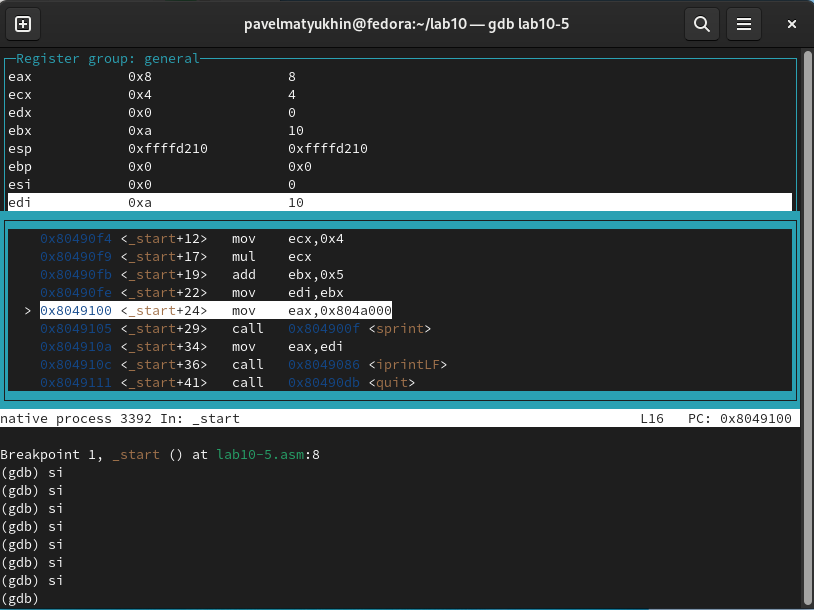 pavelmatyukhin@fedora:~/lab10 — gdb lab10-5
Register group: general
eax 0x8 8
ecx 0x4 4
edx 0x0 0
ebx 0xa 10
esp 0xffffd210 0xffffd210
ebp 0x0 0x0
esi 0x0 0
edi 0xa 10
0x80490f4 <_start+12> mov ecx,0x4
0x80490f9 <_start+17> mul ecx
0x80490fb <_start+19> add ebx,0x5
0x80490fe <_start+22> mov edi,ebx
> 0x8049100 <_start+24> mov eax,0x804a000
0x8049105 <_start+29> call 0x804900f <sprint>
0x804910a <_start+34> mov eax,edi
0x804910c <_start+36> call 0x8049086 <iprintLF>
0x8049111 <_start+41> call 0x80490db <quit>
native process 3392 In: _start L16 PC: 0x8049100
Breakpoint 1, _start () at lab10-5.asm:8
(gdb) si
(gdb) si
(gdb) si
(gdb) si
(gdb) si
(gdb) si
(gdb) si
(gdb)